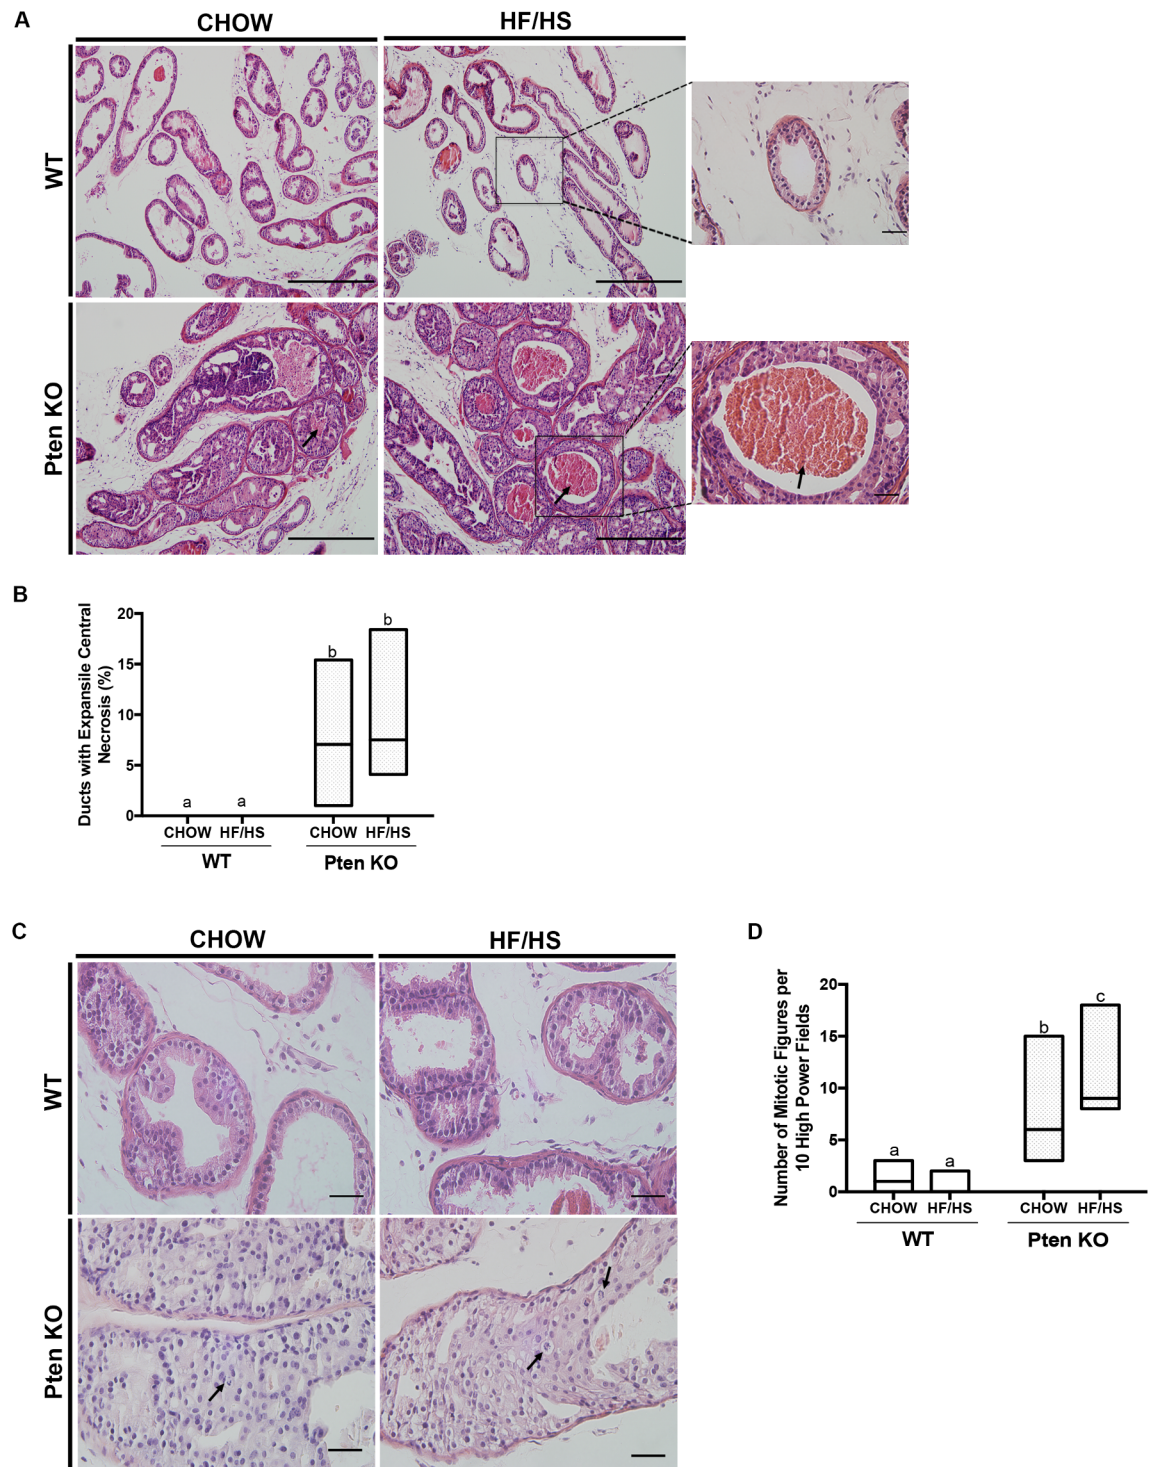 A
CHOW
HF/HS
WT
Pten KO
B
Ducts with Expansile Central
Necrosis (%)
20
15
10
5
0
a
a
b
b
CHOW
HF/HS
CHOW
HF/HS
WT
Pten KO
C
CHOW
HF/HS
WT
Pten KO
D
Number of Mitotic Figures per
10 High Power Fields
20
15
10
5
0
a
a
b
c
CHOW
HF/HS
CHOW
HF/HS
WT
Pten KO